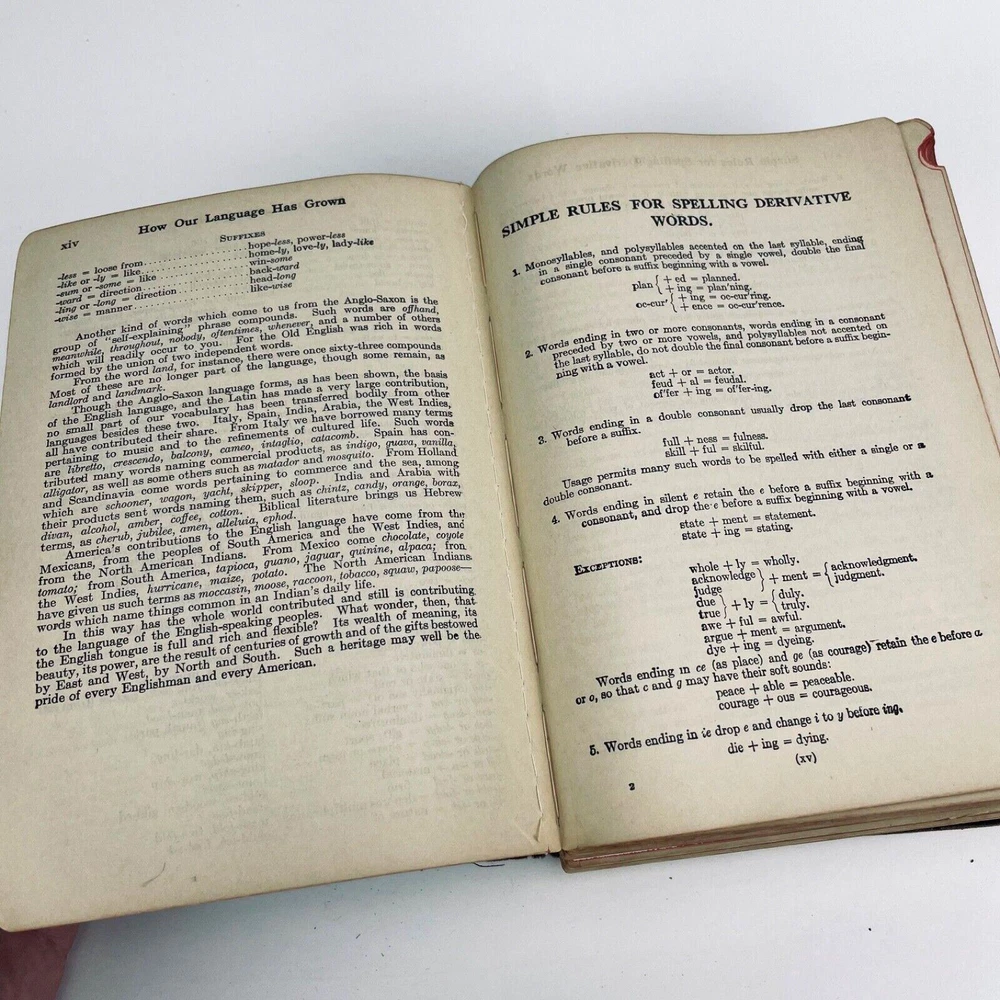 How Our Language Has Grown
xiv
SUFFIXES
-less = loose from.................... hope-less, power-less
-like or -ly = like.................... home-ly, love-ly, lady-like
-sum or -some = like................ win-some
-ward = direction.................... back-ward
-ling or -long = direction............ head-long
-wise = manner...................... like-wise
Another kind of words which come to us from the Anglo-Saxon is the
group of "self-explaining" phrase compounds. Such words are offhand,
meanwhile, throughout, nobody, oftentimes, whenever, and a number of others
which will readily occur to you. For the Old English was rich in words
formed by the union of two independent words.
From the word land, for instance, there were once sixty-three compounds
Most of these are no longer part of the language, though some remain, as
landlord and landmark.
Though the Anglo-Saxon language forms, as has been shown, the basis
of the English language, and the Latin has made a very large contribution,
no small part of our vocabulary has been transferred bodily from other
languages besides these two. Italy, Spain, India, Arabia, the West Indies,
all have contributed their share. From Italy we have borrowed many terms
pertaining to music and to the refinements of cultured life. Such words
are libretto, crescendo, balcony, cameo, intaglio, catacomb. Spain has con-
tributed many words naming commercial products, as indigo, guava, vanilla,
alligator, as well as some others such as matador and mosquito. From Holland
and Scandinavia come words pertaining to commerce and the sea, among
which are schooner, wagon, yacht, skipper, sloop. India and Arabia with
their products sent words naming them, such as chintz, candy, orange, borax,
divan, alcohol, amber, coffee, cotton. Biblical literature brings us Hebrew
terms, as cherub, jubilee, amen, alleluia, ephod.
America's contributions to the English language have come from the
Mexicans, from the peoples of South America and the West Indies, and
from the North American Indians. From Mexico come chocolate, coyote
tomato; from South America, tapioca, guano, jaguar, quinine, alpaca; from
the West Indies, hurricane, maize, potato. The North American Indians
have given us such terms as moccasin, moose, raccoon, tobacco, squaw, papoose—
words which name things common in an Indian's daily life.
In this way has the whole world contributed and still is contributing
to the language of the English-speaking peoples. What wonder, then, that
the English tongue is full and rich and flexible? Its wealth of meaning, its
beauty, its power, are the result of centuries of growth and of the gifts bestowed
by East and West, by North and South. Such a heritage may well be the
pride of every Englishman and every American.
SIMPLE RULES FOR SPELLING DERIVATIVE
WORDS.
1. Monosyllables, and polysyllables accented on the last syllable, ending
in a single consonant preceded by a single vowel, double the final
consonant before a suffix beginning with a vowel.
plan { + ed = planned.
+ ing = plan'ning.
oc-cur' { + ing = oc-cur'ring.
+ ence = oc-cur'rence.
2. Words ending in two or more consonants, words ending in a consonant
preceded by two or more vowels, and polysyllables not accented on
the last syllable, do not double the final consonant before a suffix begin-
ning with a vowel.
act + or = actor.
feud + al = feudal.
of'fer + ing = of'fer-ing.
3. Words ending in a double consonant usually drop the last consonant
before a suffix.
full + ness = fulness.
skill + ful = skilful.
Usage permits many such words to be spelled with either a single or a
double consonant.
4. Words ending in silent e retain the e before a suffix beginning with a
consonant, and drop the e before a suffix beginning with a vowel.
state + ment = statement.
state + ing = stating.
EXCEPTIONS:
whole + ly = wholly.
acknowledge } + ment = { acknowledgment.
judge judgment.
due } + ly = { duly.
true truly.
awe + ful = awful.
argue + ment = argument.
dye + ing = dyeing.
Words ending in ce (as place) and ge (as courage) retain the e before a
or o, so that c and g may have their soft sounds:
peace + able = peaceable.
courage + ous = courageous.
5. Words ending in ie drop e and change i to y before ing.
die + ing = dying.
(xv)
2